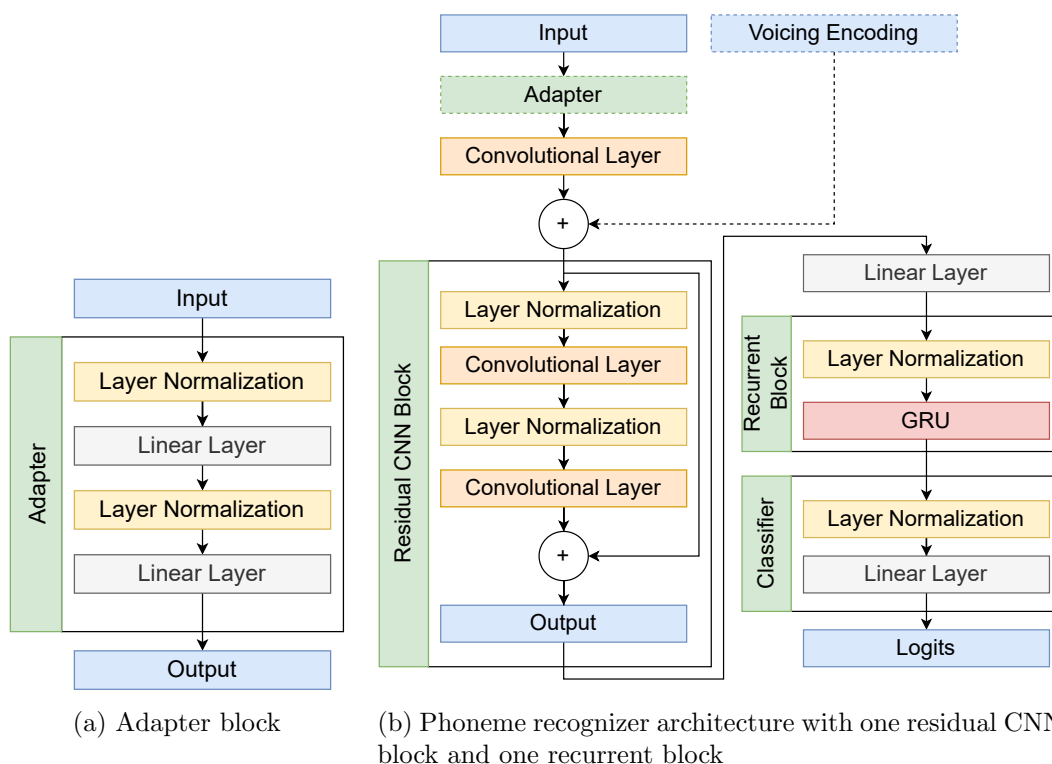 Input
Adapter
Layer Normalization
Linear Layer
Layer Normalization
Linear Layer
Output
(a) Adapter block
Input
Voicing Encoding
Adapter
Convolutional Layer
+
Residual CNN Block
Layer Normalization
Convolutional Layer
Layer Normalization
Convolutional Layer
+
Output
Linear Layer
Recurrent
Block
Layer Normalization
GRU
Classifier
Layer Normalization
Linear Layer
Logits
(b) Phoneme recognizer architecture with one residual CNN
block and one recurrent block